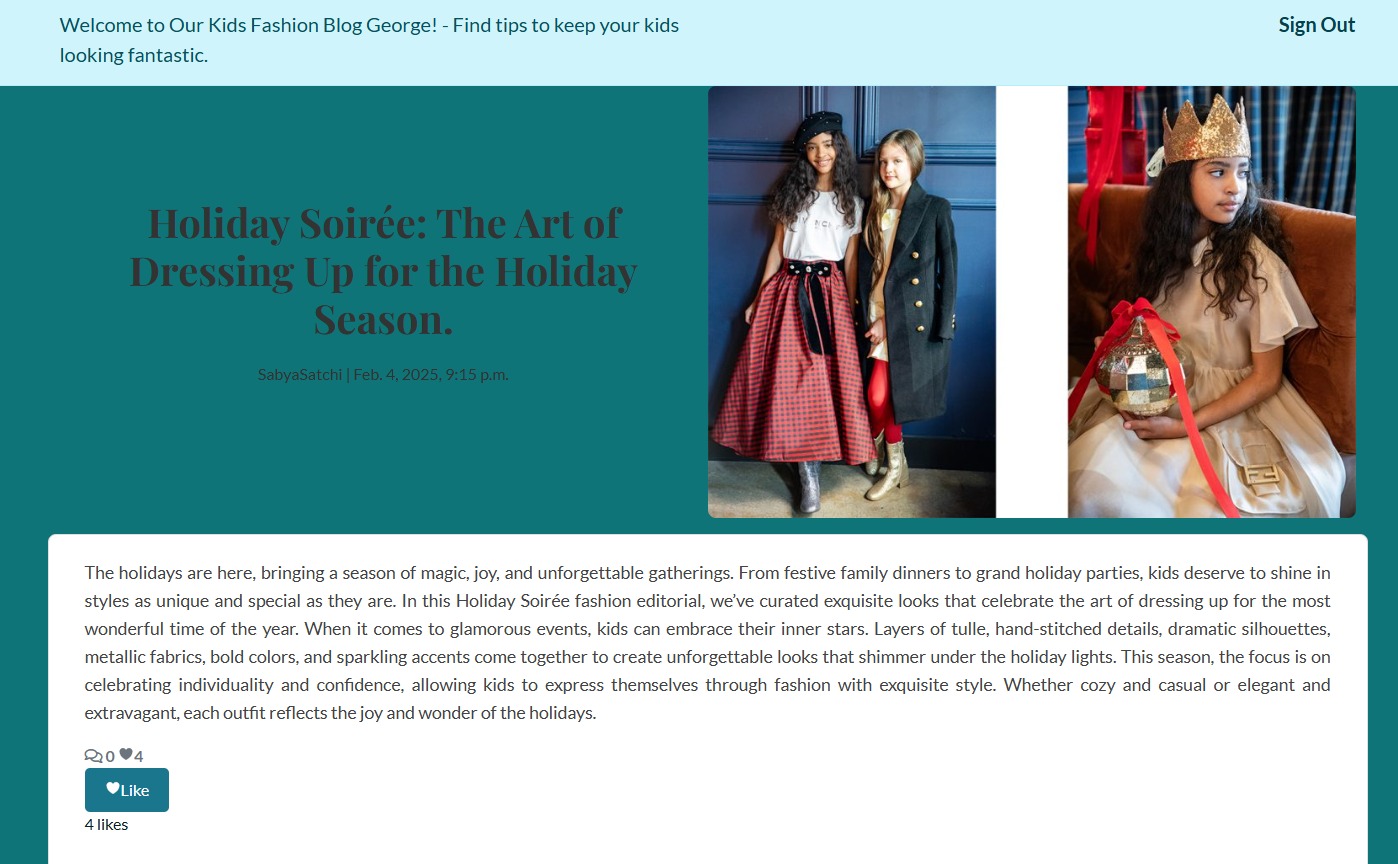 Welcome to Our Kids Fashion Blog George! - Find tips to keep your kids
looking fantastic.
Sign Out
Holiday Soirée: The Art of
Dressing Up for the Holiday
Season.
SabyaSatchi | Feb. 4, 2025, 9:15 p.m.
The holidays are here, bringing a season of magic, joy, and unforgettable gatherings. From festive family dinners to grand holiday parties, kids deserve to shine in
styles as unique and special as they are. In this Holiday Soirée fashion editorial, we’ve curated exquisite looks that celebrate the art of dressing up for the most
wonderful time of the year. When it comes to glamorous events, kids can embrace their inner stars. Layers of tulle, hand-stitched details, dramatic silhouettes,
metallic fabrics, bold colors, and sparkling accents come together to create unforgettable looks that shimmer under the holiday lights. This season, the focus is on
celebrating individuality and confidence, allowing kids to express themselves through fashion with exquisite style. Whether cozy and casual or elegant and
extravagant, each outfit reflects the joy and wonder of the holidays.
0 4
Like
4 likes